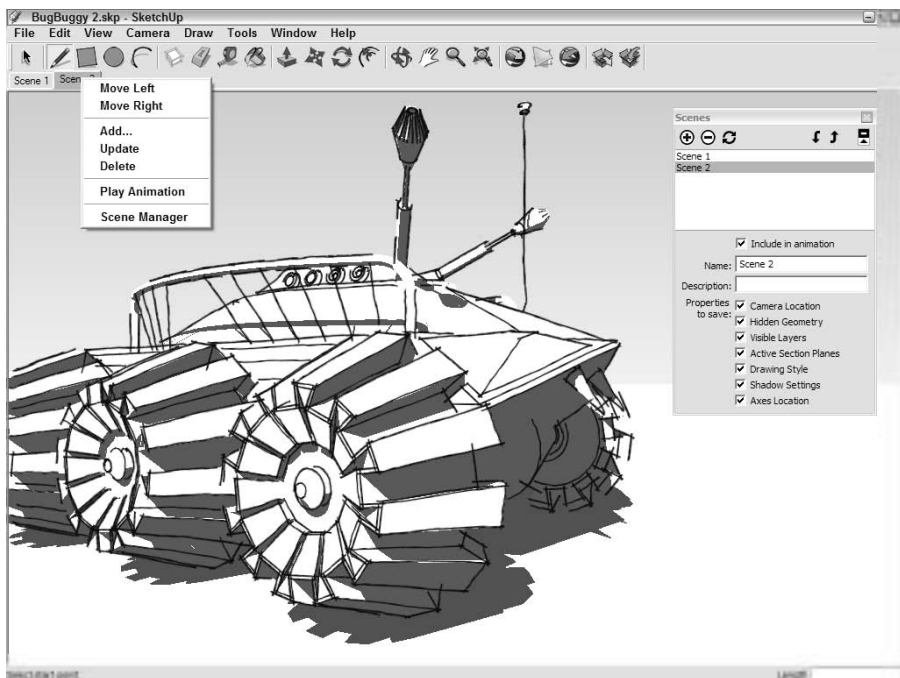 BugBuggy 2.skp - SketchUp
File Edit View Camera Draw Tools Window Help
Scene 1
Move Left
Move Right
Add...
Update
Delete
Play Animation
Scene Manager
Scenes
Scene 1
Scene 2
Include in animation
Name: Scene 2
Description:
Properties to save:
Camera Location
Hidden Geometry
Visible Layers
Active Section Planes
Drawing Style
Shadow Settings
Axes Location
Length